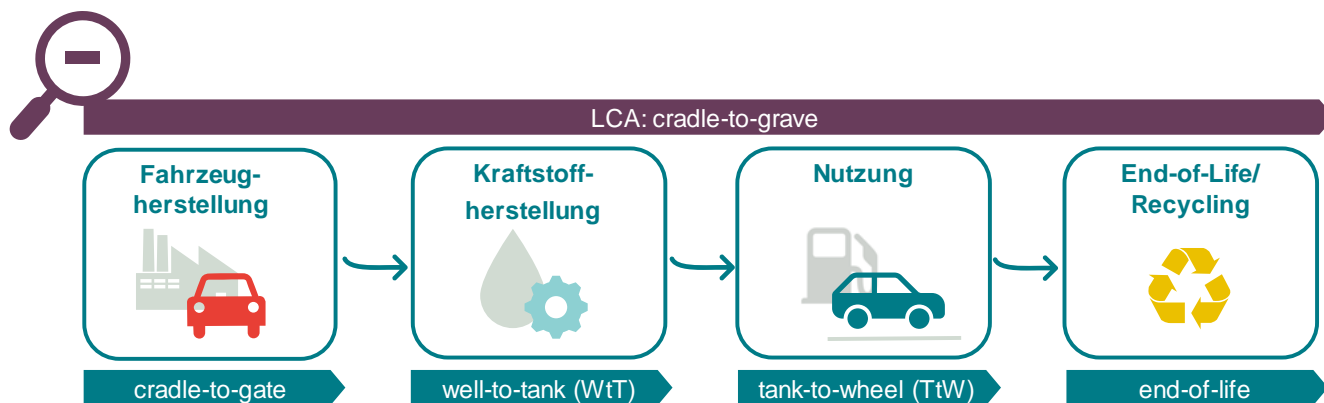 LCA: cradle-to-grave
Fahrzeug-
herstellung
Kraftstoff-
herstellung
Nutzung
End-of-Life/
Recycling
cradle-to-gate
well-to-tank (WtT)
tank-to-wheel (TtW)
end-of-life